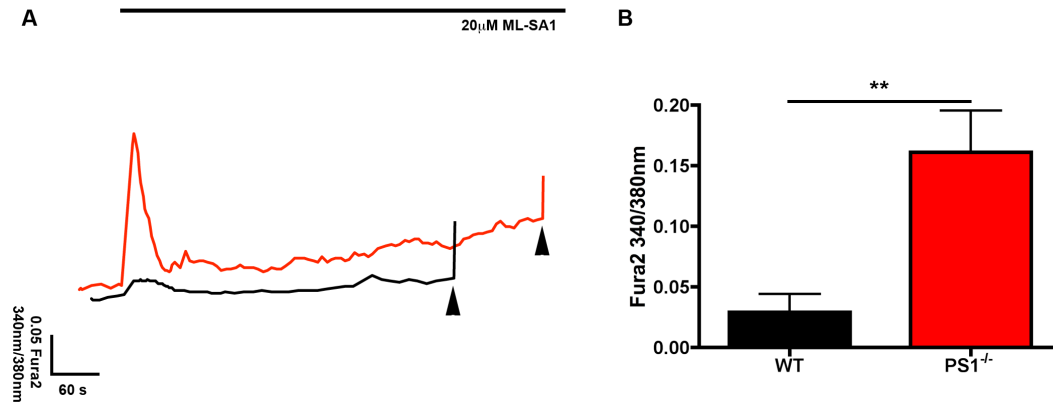 A
20μM ML-SA1
0.05 Fura2
340nm/380nm
60 s
B
**
Fura2 340/380nm
0.20
0.15
0.10
0.05
0.00
WT
PS1-/-